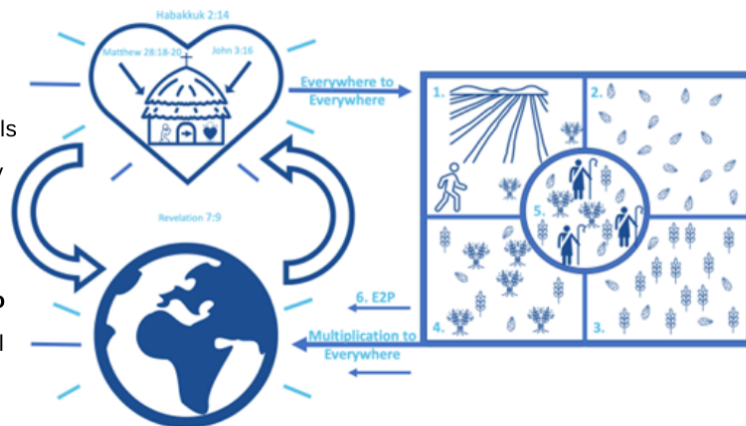 Habakkuk 2:14
Matthew 28:18-20
John 3:16
Everywhere to
Everywhere
ls
y
Revelation 7:9
1.
2.
5.
4.
3.
6. E2P
Multiplication to
Everywhere
l